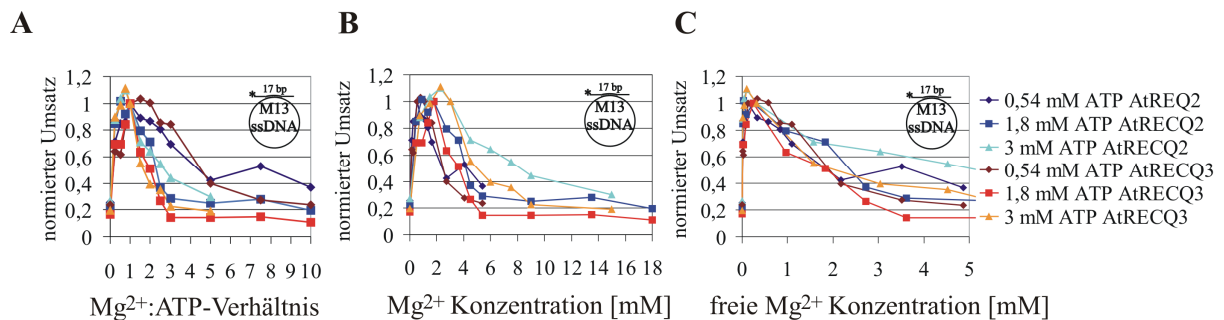 A
normierter Umsatz
1,2
1
0,8
0,6
0,4
0,2
0
0 1 2 3 4 5 6 7 8 9 10
Mg2+:ATP-Verhältnis
* 17 bp
M13
ssDNA
B
normierter Umsatz
1,2
1
0,8
0,6
0,4
0,2
0
0 2 4 6 8 10 12 14 16 18
Mg2+ Konzentration [mM]
* 17 bp
M13
ssDNA
C
normierter Umsatz
1,2
1
0,8
0,6
0,4
0,2
0
0 1 2 3 4 5
freie Mg2+ Konzentration [mM]
* 17 bp
M13
ssDNA
0,54 mM ATP AtREQ2
1,8 mM ATP AtRECQ2
3 mM ATP AtRECQ2
0,54 mM ATP AtRECQ3
1,8 mM ATP AtRECQ3
3 mM ATP AtRECQ3